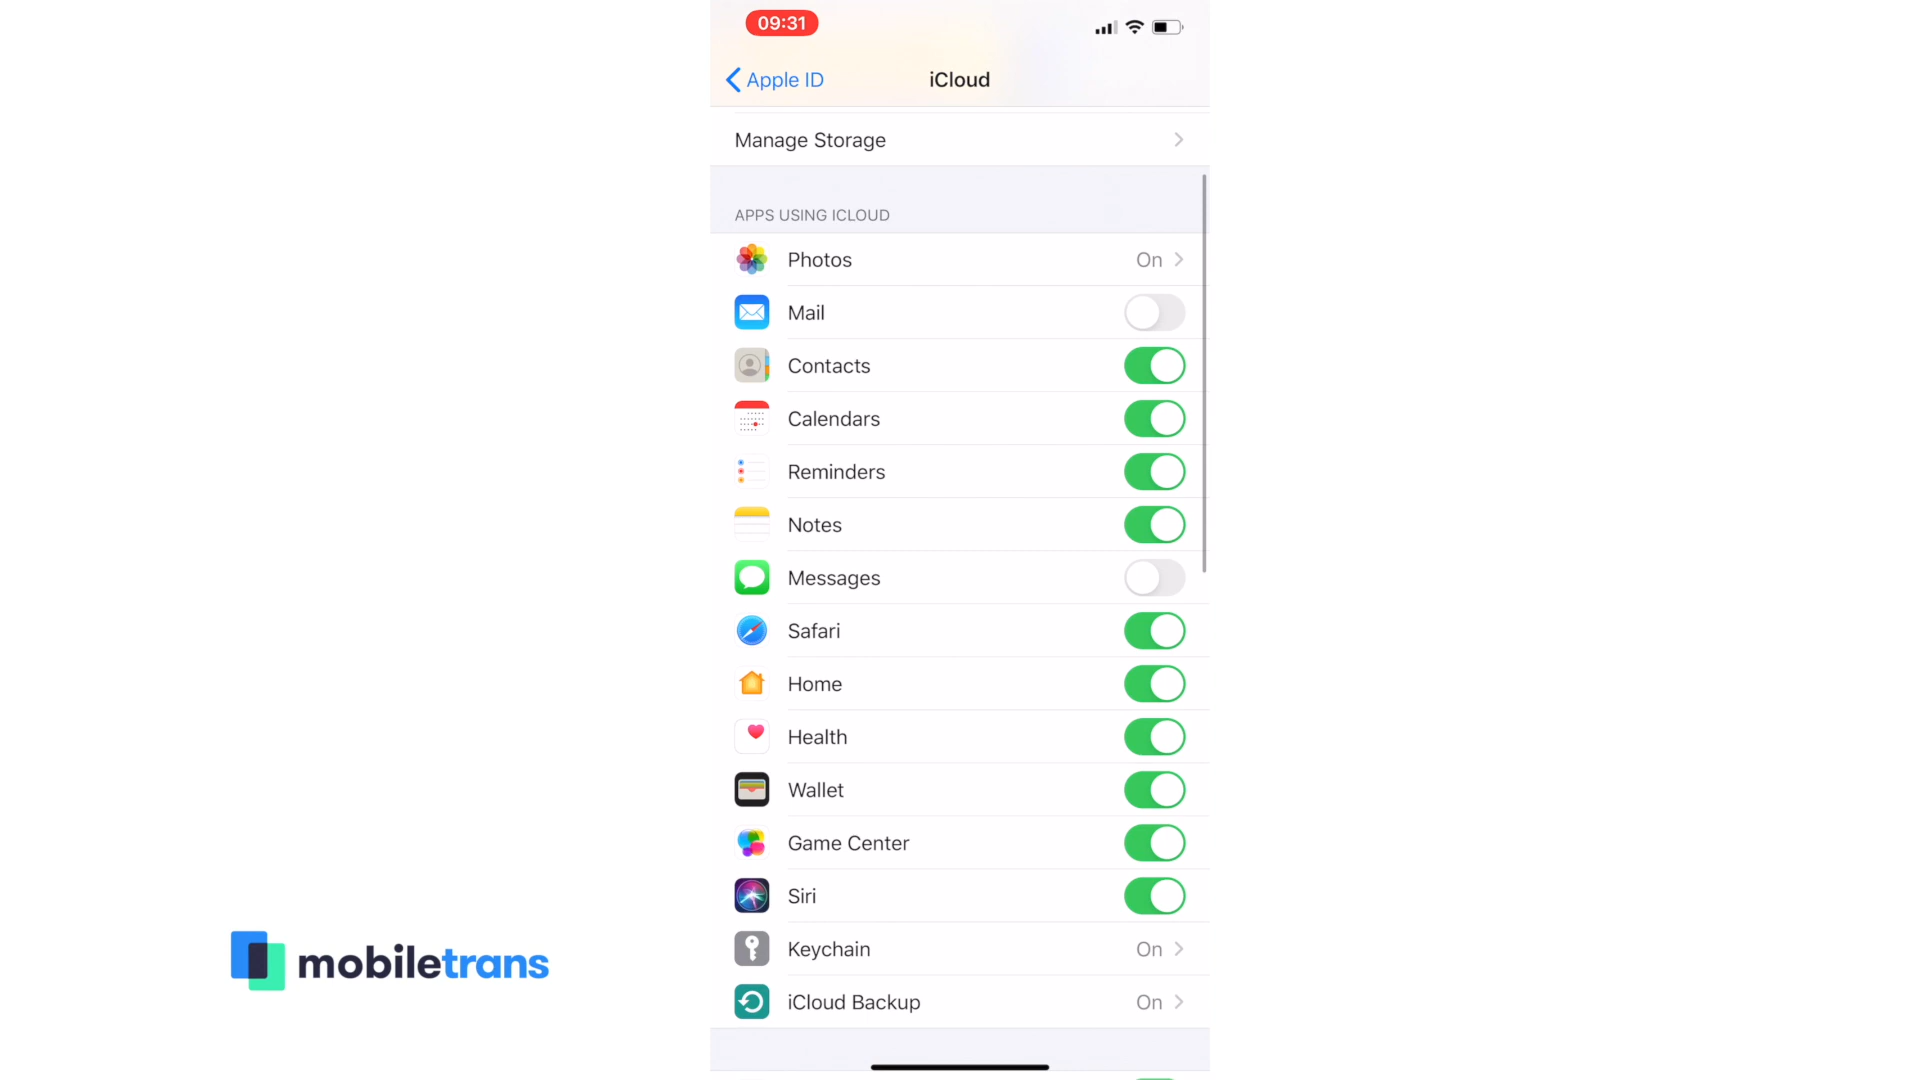 09:31
Apple ID
iCloud
Manage Storage
APPS USING ICLOUD
Photos On
Mail
Contacts
Calendars
Reminders
Notes
Messages
Safari
Home
Health
Wallet
Game Center
Siri
Keychain On
iCloud Backup On
mobiletrans